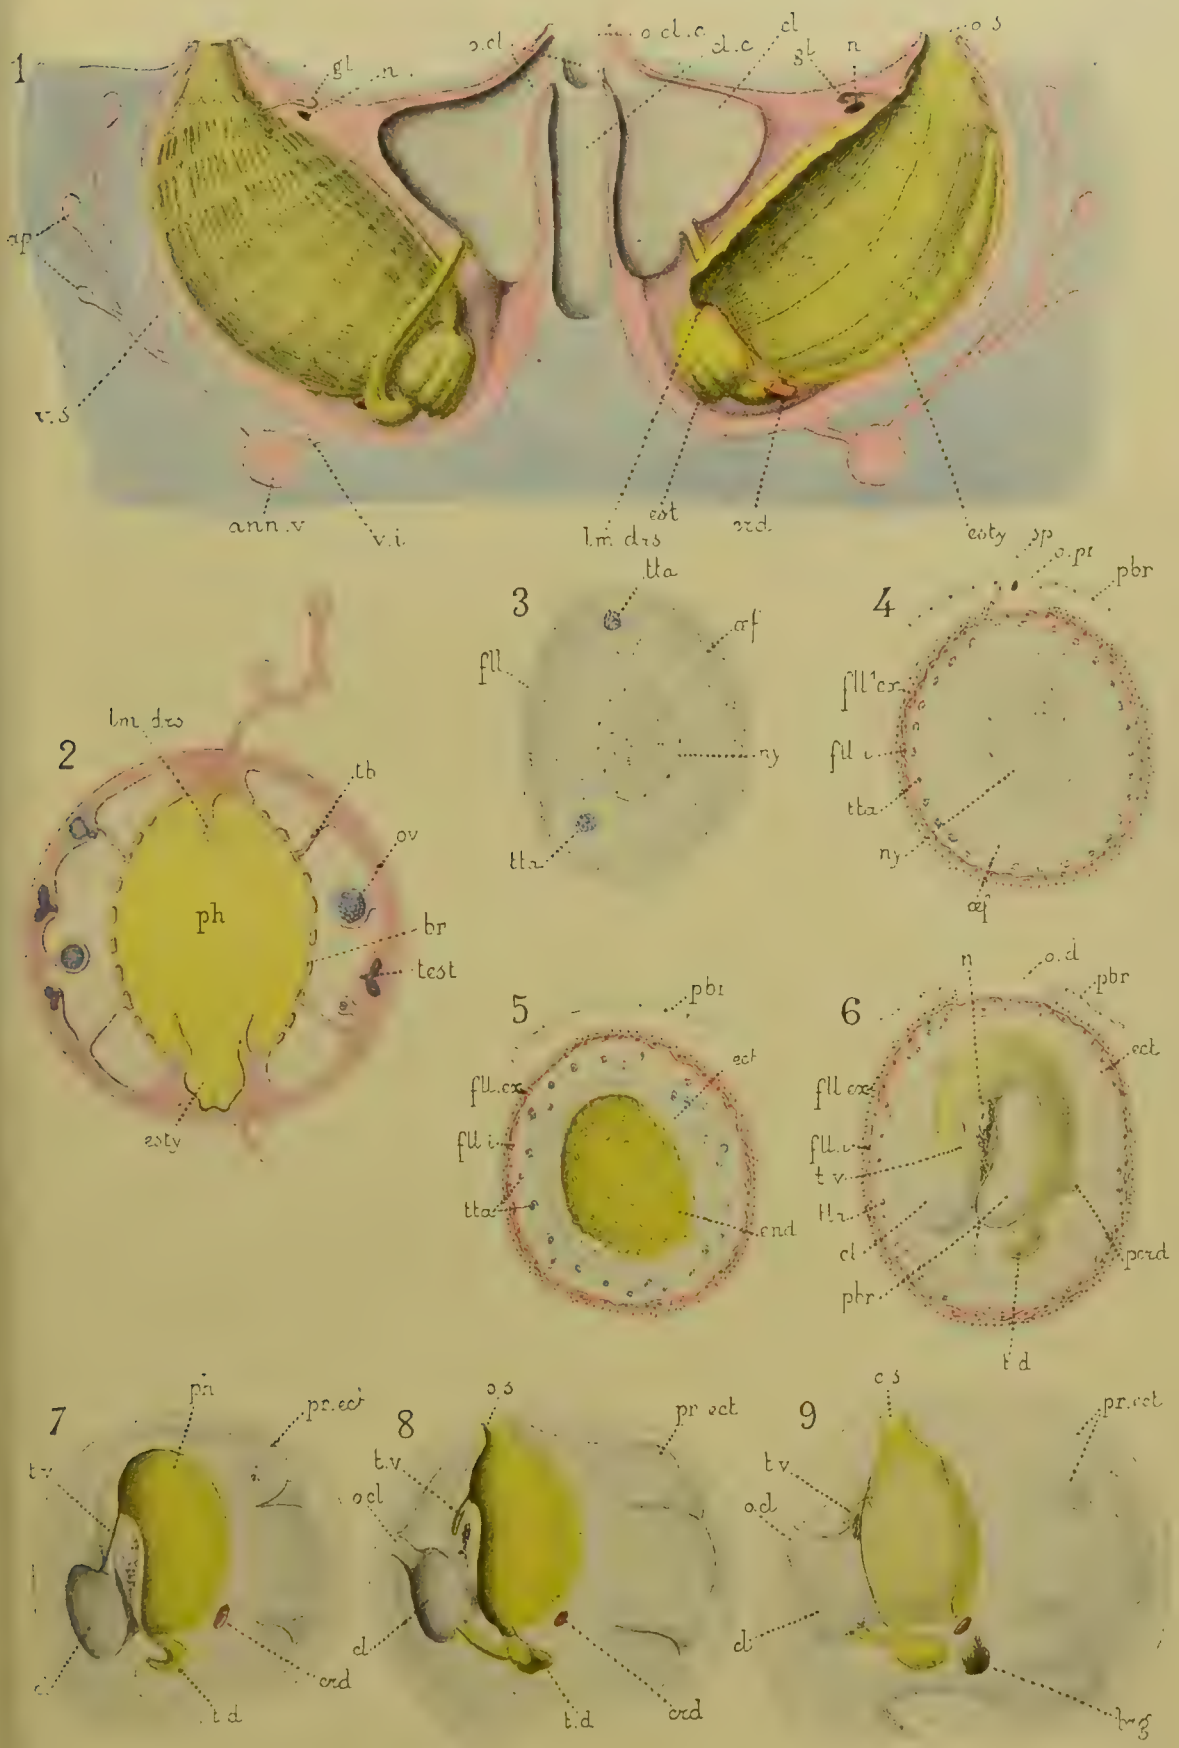 1
gl
n
o.cl
o.cl.c
cl.c
cl
gl
n
o s
ap
v.s
ann.v
v.i
lm drs
est
crd
esty
2
lm drs
tb
ov
ph
br
test
esty
3
tta
œf
fll
ny
tta
4
sp
pbr
fll ex
fll i
tta
ny
œf
5
pbr
ect
fll.ex
fll i
tta
end
6
n
o.d
pbr
ect
fll ex
fll.i
t v
tta
cl
pbr
pcrd
t d
7
ph
pr.ect
t.v
crd
t d
8
o.s
pr ect
t.v
o.cl
cl
crd
t.d
9
pr.ect
t v
o.cl
cl